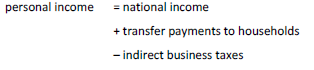 personal income = national income
+ transfer payments to households
– indirect business taxes